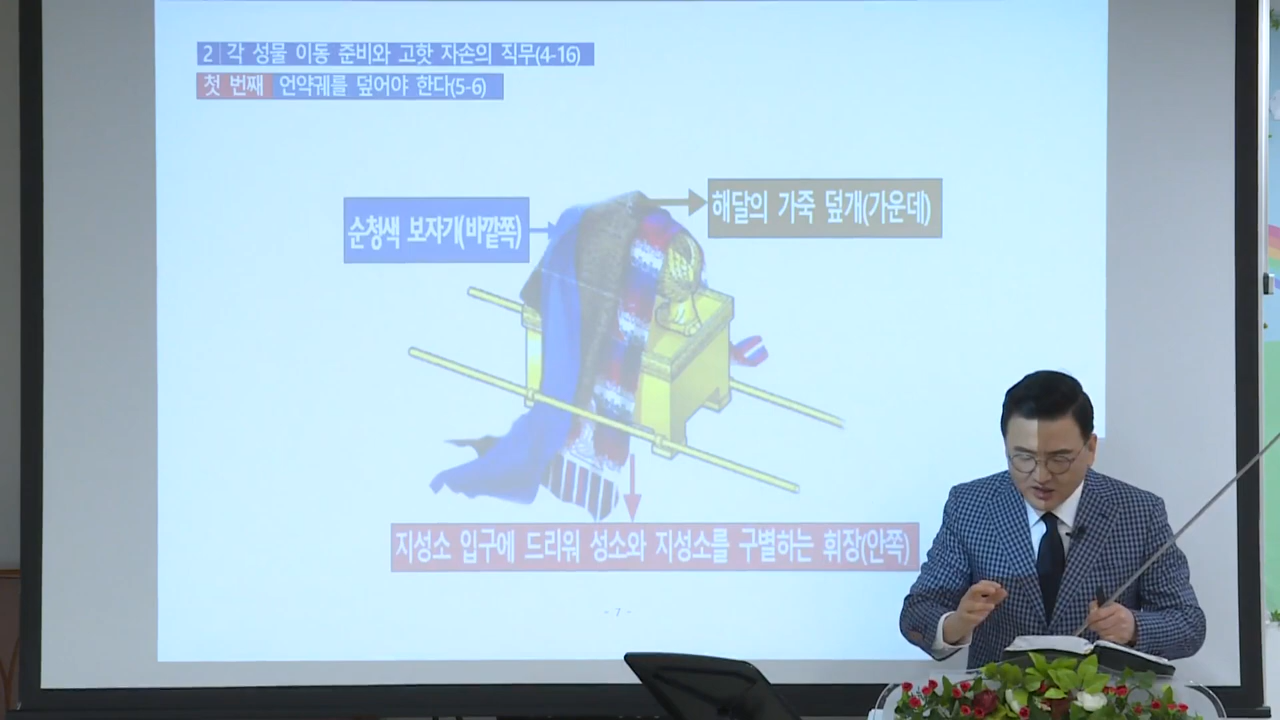 2 각 성물 이동 준비와 고핫 자손의 직무(4-16)
첫 번째 언약궤를 덮어야 한다(5-6)
해달의 가죽 덮개(가운데)
순청색 보자기(바깥쪽)
지성소 입구에 드리워 성소와 지성소를 구별하는 휘장(안쪽)
- 7 -